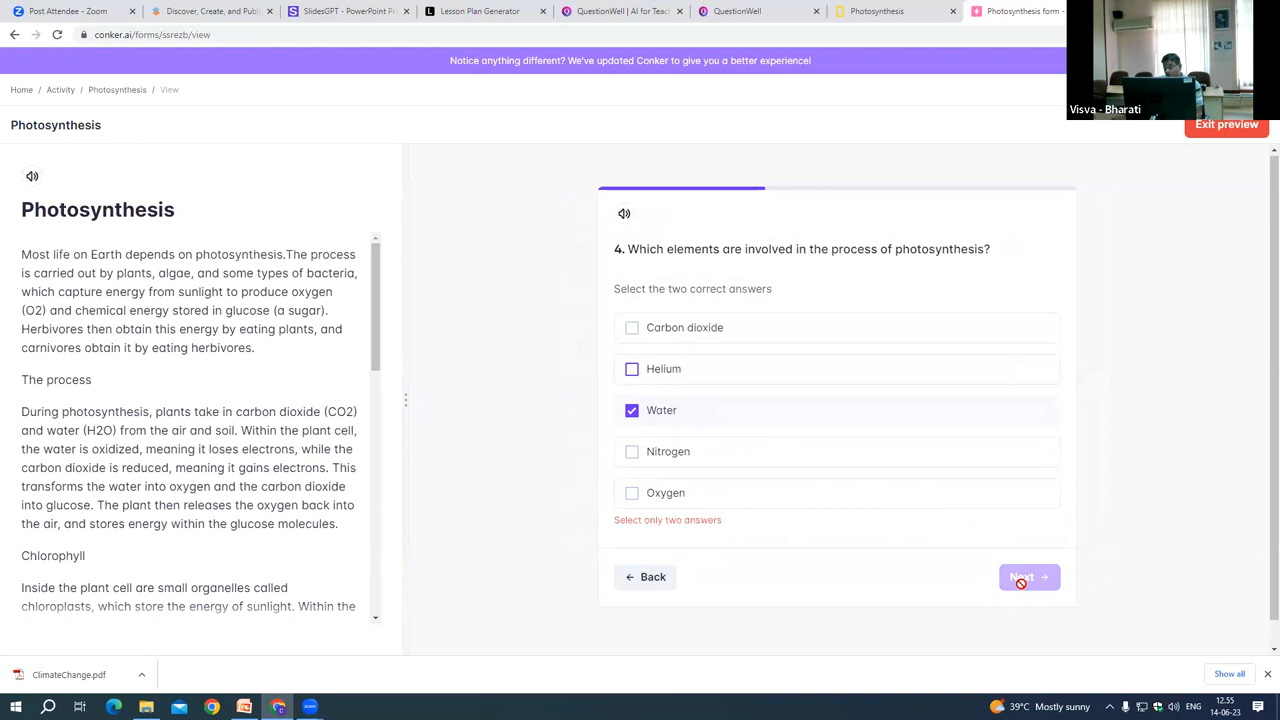 Post Attendee - Zoom
Discover, Create, and Publ
SlidesGPT - PowerPoint Pr
Lesson Plan Generator
QuestionWell | AI for Teac
QuestionWell
Photosynthesis
Photosynthesis form -
conker.ai/forms/ssrezb/view
Notice anything different? We've updated Conker to give you a better experience!
Home / Activity / Photosynthesis / View
Visva - Bharati
Photosynthesis
Exit preview
Photosynthesis
Most life on Earth depends on photosynthesis.The process
is carried out by plants, algae, and some types of bacteria,
which capture energy from sunlight to produce oxygen
(O2) and chemical energy stored in glucose (a sugar).
Herbivores then obtain this energy by eating plants, and
carnivores obtain it by eating herbivores.
The process
During photosynthesis, plants take in carbon dioxide (CO2)
and water (H2O) from the air and soil. Within the plant cell,
the water is oxidized, meaning it loses electrons, while the
carbon dioxide is reduced, meaning it gains electrons. This
transforms the water into oxygen and the carbon dioxide
into glucose. The plant then releases the oxygen back into
the air, and stores energy within the glucose molecules.
Chlorophyll
Inside the plant cell are small organelles called
chloroplasts, which store the energy of sunlight. Within the
4. Which elements are involved in the process of photosynthesis?
Select the two correct answers
Carbon dioxide
Helium
Water
Nitrogen
Oxygen
Select only two answers
Back
Next
ClimateChange.pdf
Show all
39°C Mostly sunny
ENG
12.55
14-06-23